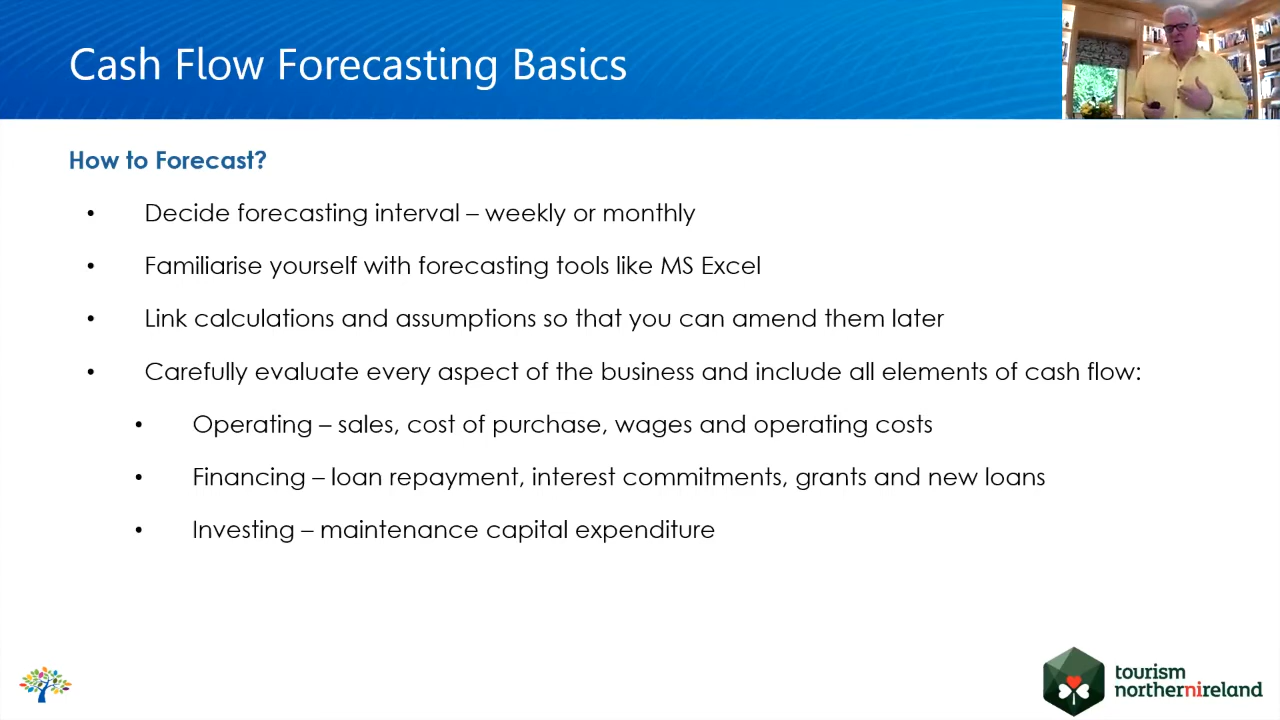 Cash Flow Forecasting Basics
How to Forecast?
• Decide forecasting interval – weekly or monthly
• Familiarise yourself with forecasting tools like MS Excel
• Link calculations and assumptions so that you can amend them later
• Carefully evaluate every aspect of the business and include all elements of cash flow:
• Operating – sales, cost of purchase, wages and operating costs
• Financing – loan repayment, interest commitments, grants and new loans
• Investing – maintenance capital expenditure
tourism
northernireland